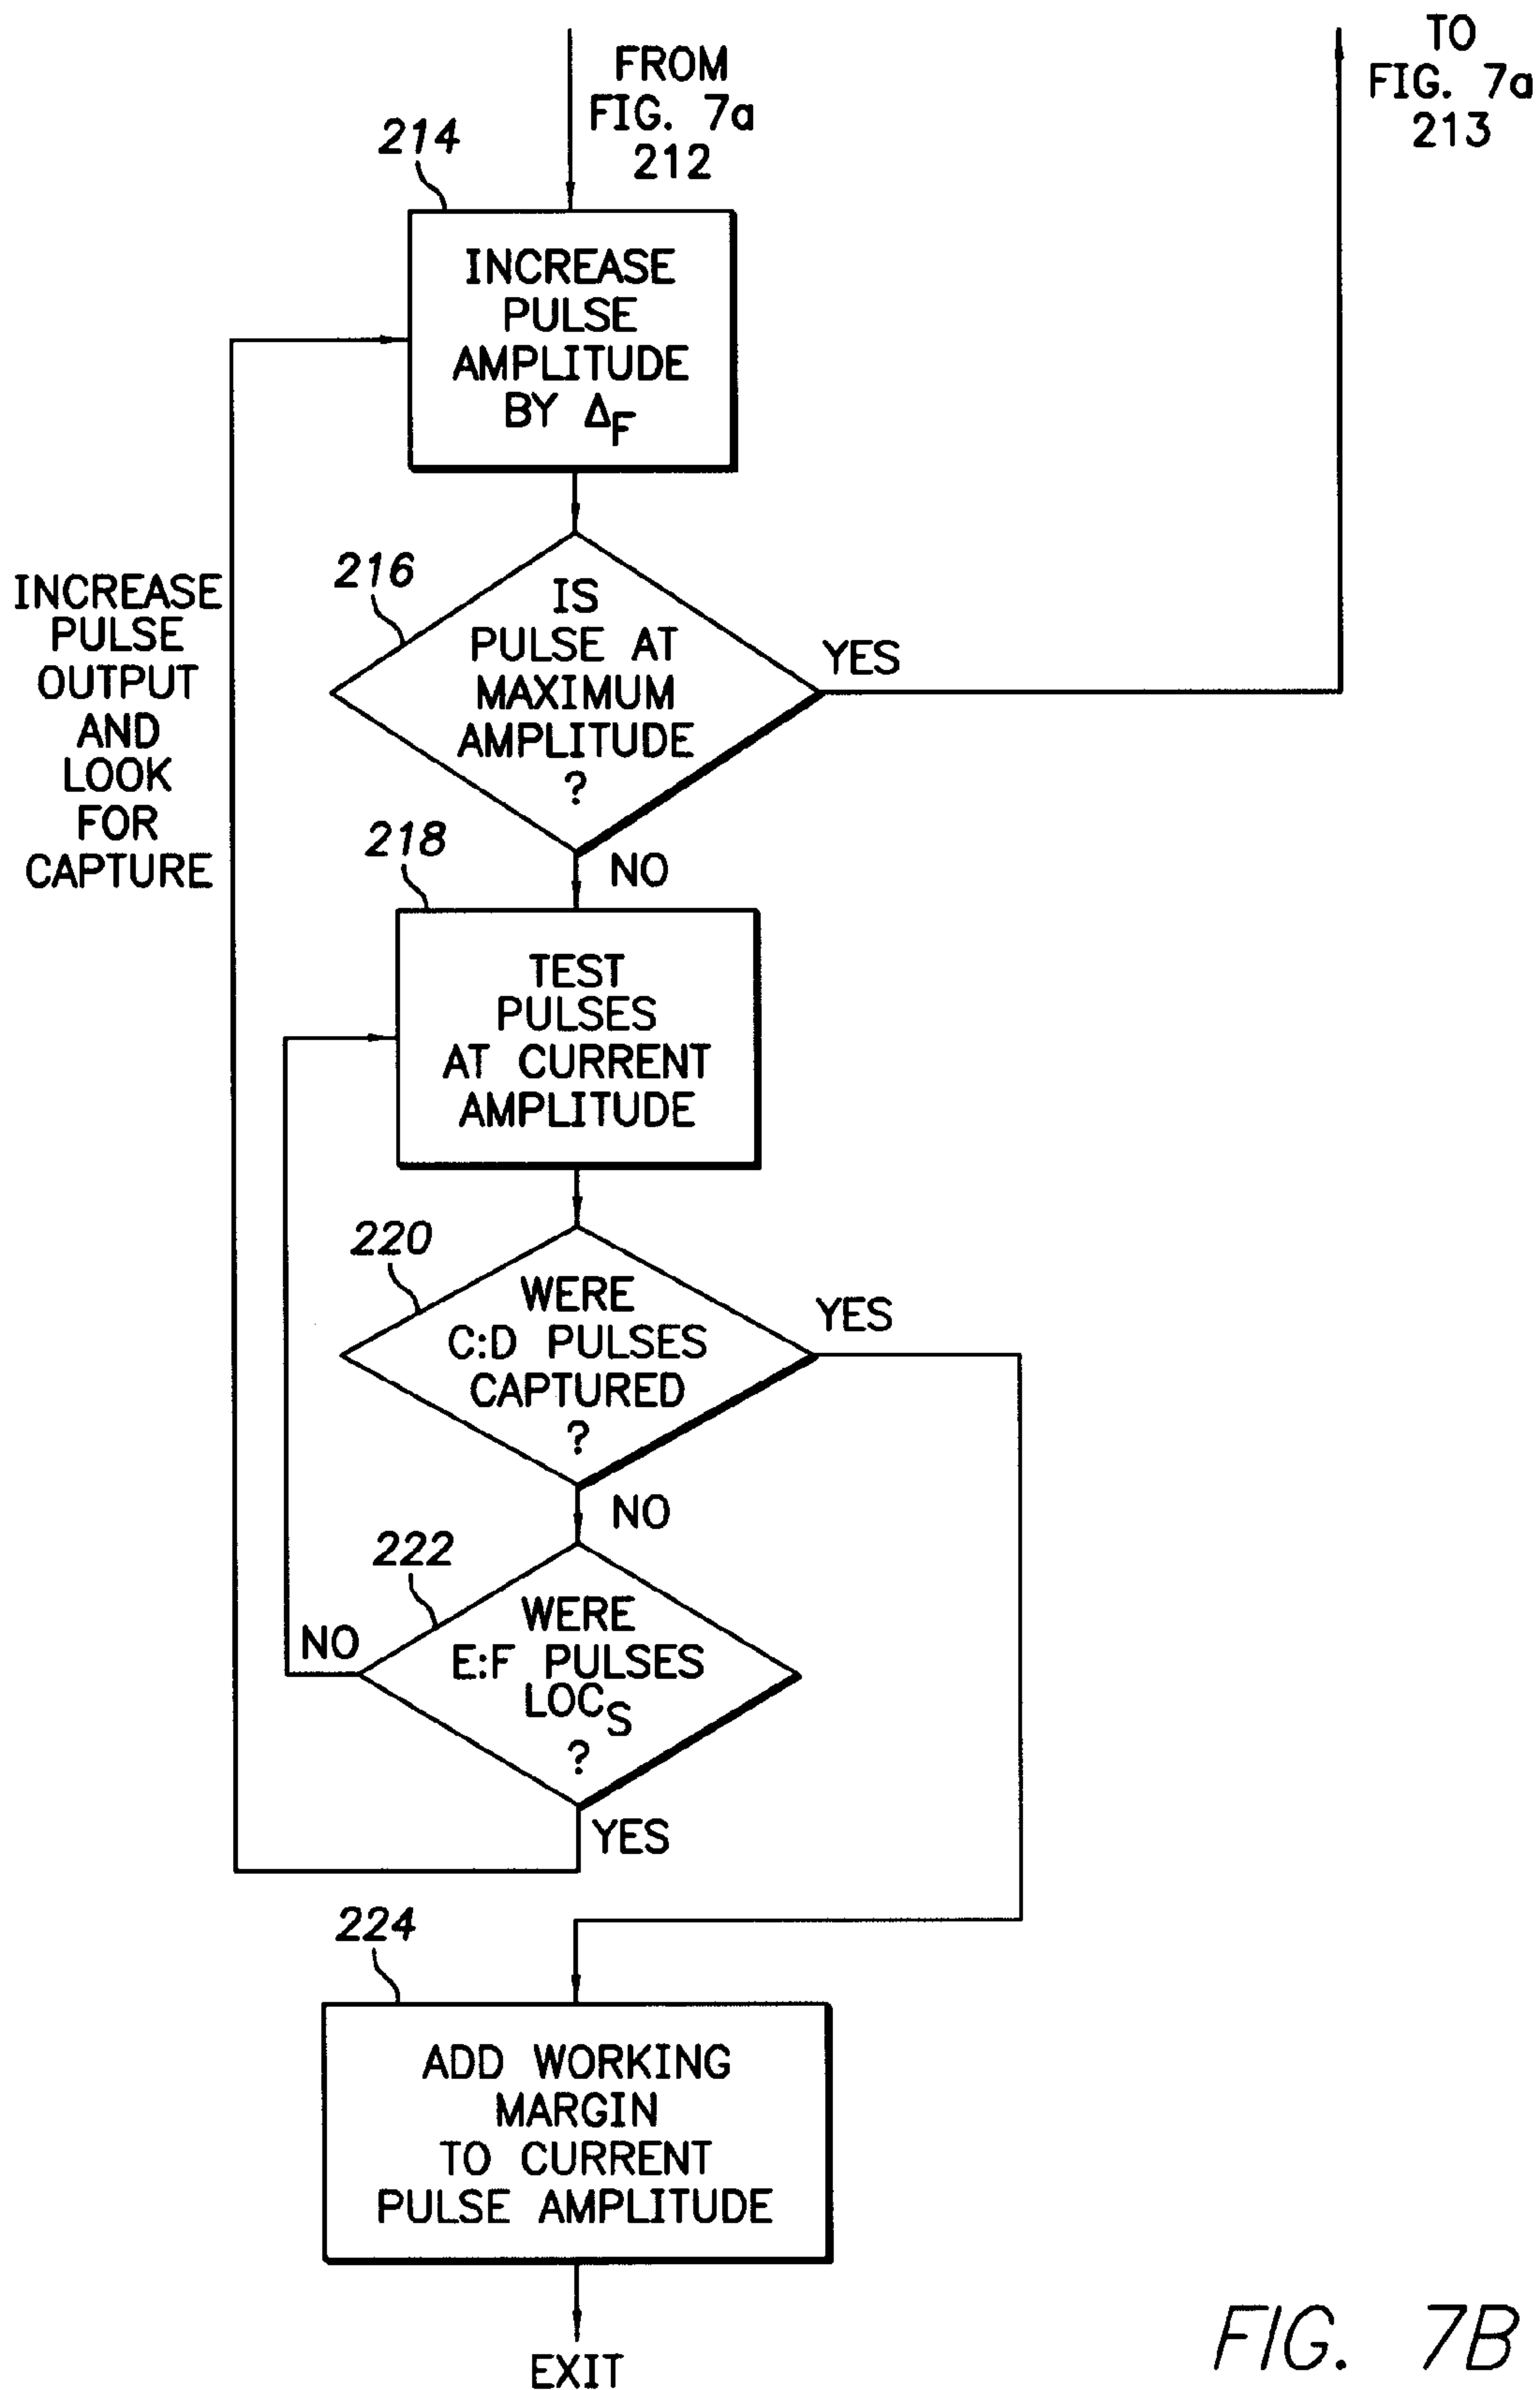 FROM
FIG. 7a
212
TO
FIG. 7a
213
214
INCREASE
PULSE
AMPLITUDE
BY ΔF
INCREASE
PULSE
OUTPUT
AND
LOOK
FOR
CAPTURE
216
IS
PULSE AT
MAXIMUM
AMPLITUDE
?
YES
NO
218
TEST
PULSES
AT CURRENT
AMPLITUDE
220
WERE
C:D PULSES
CAPTURED
?
YES
NO
222
WERE
E:F PULSES
LOCS
?
NO
YES
224
ADD WORKING
MARGIN
TO CURRENT
PULSE AMPLITUDE
EXIT
FIG. 7B